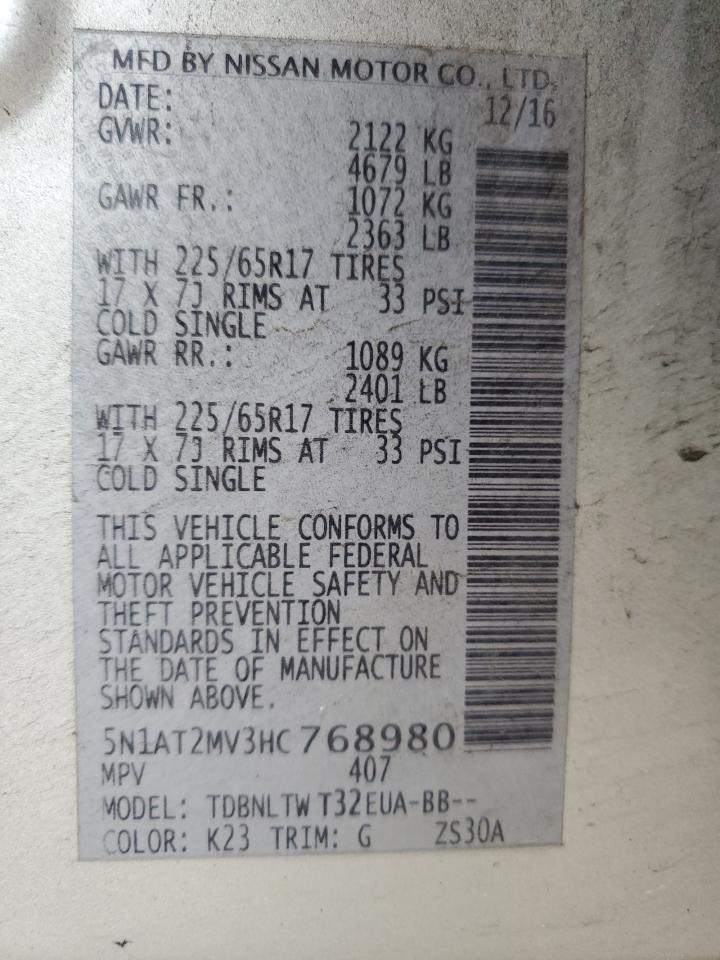 MFD BY NISSAN MOTOR CO., LTD.
DATE: 12/16
GVWR: 2122 KG
4679 LB
GAWR FR.: 1072 KG
2363 LB
WITH 225/65R17 TIRES
17 X 7J RIMS AT 33 PSI
COLD SINGLE
GAWR RR.: 1089 KG
2401 LB
WITH 225/65R17 TIRES
17 X 7J RIMS AT 33 PSI
COLD SINGLE
THIS VEHICLE CONFORMS TO
ALL APPLICABLE FEDERAL
MOTOR VEHICLE SAFETY AND
THEFT PREVENTION
STANDARDS IN EFFECT ON
THE DATE OF MANUFACTURE
SHOWN ABOVE.
5N1AT2MV3HC768980
MPV 407
MODEL: TDBNLTW T32EUA-BB--
COLOR: K23 TRIM: G ZS30A